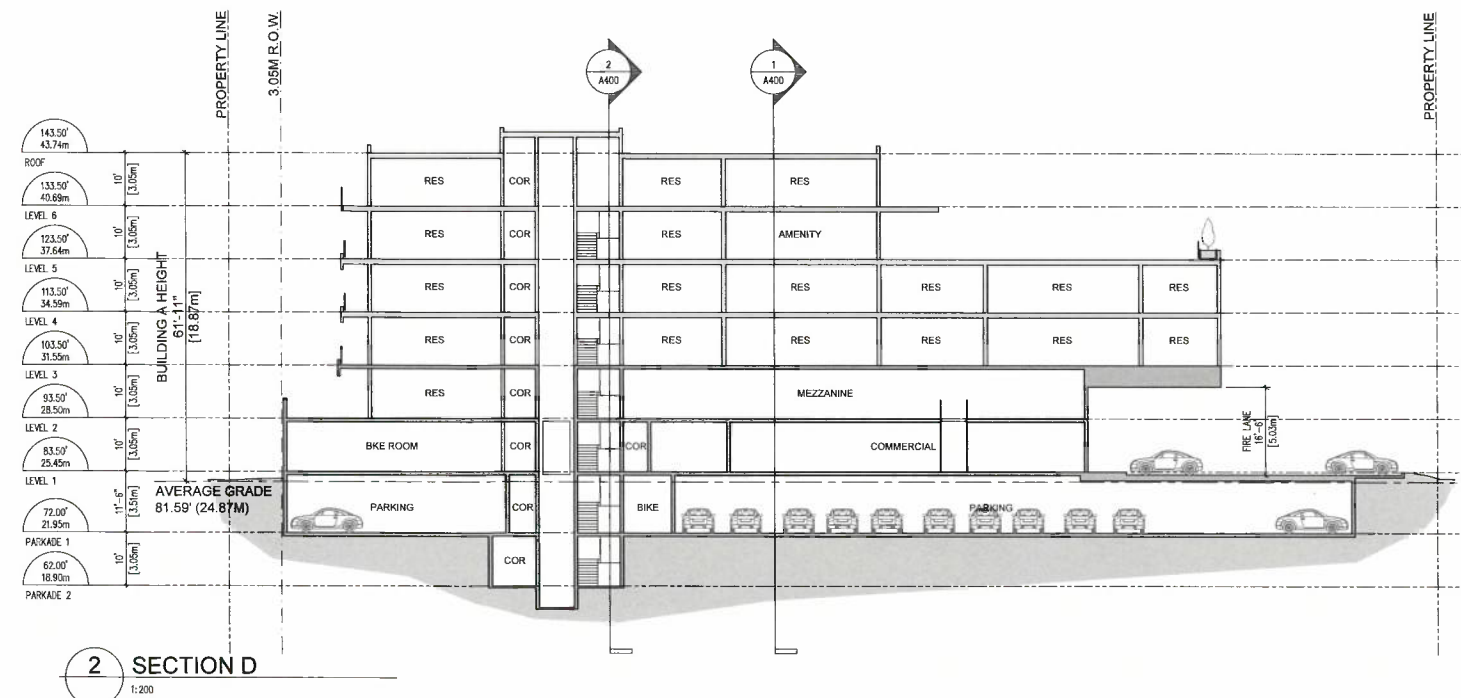 PROPERTY LINE
3.05M R.O.W.
2
A400
1
A400
PROPERTY LINE
143.50'
43.74m
ROOF
10'
[3.05m]
133.50'
40.69m
LEVEL 6
10'
[3.05m]
123.50'
37.64m
LEVEL 5
10'
[3.05m]
113.50'
34.59m
LEVEL 4
10'
[3.05m]
103.50'
31.55m
LEVEL 3
10'
[3.05m]
93.50'
28.50m
LEVEL 2
10'
[3.05m]
83.50'
25.45m
LEVEL 1
11'-6"
[3.51m]
72.00'
21.95m
PARKADE 1
10'
[3.05m]
62.00'
18.90m
PARKADE 2
BUILDING A HEIGHT
61'-11"
[18.87m]
AVERAGE GRADE
81.59' (24.87M)
RES COR RES RES
RES COR RES AMENITY
RES COR RES RES RES RES RES
RES COR RES RES RES RES RES
RES COR MEZZANINE
BIKE ROOM COR COR COMMERCIAL
FIRE LANE
16'-6"
[5.03m]
PARKING COR BIKE PARKING
COR
2 SECTION D
1:200